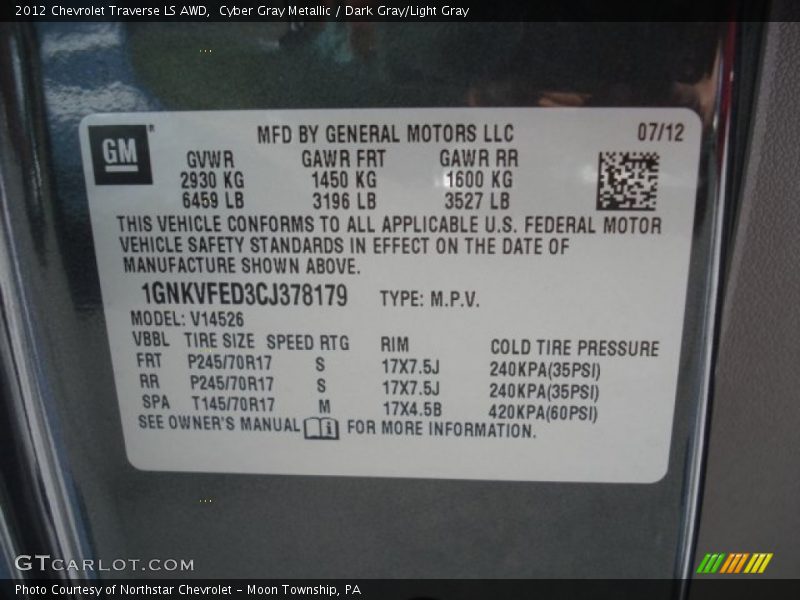 2012 Chevrolet Traverse LS AWD,  Cyber Gray Metallic / Dark Gray/Light Gray
GM
MFD BY GENERAL MOTORS LLC 07/12
GVWR GAWR FRT GAWR RR
2930 KG 1450 KG 1600 KG
6459 LB 3196 LB 3527 LB
THIS VEHICLE CONFORMS TO ALL APPLICABLE U.S. FEDERAL MOTOR
VEHICLE SAFETY STANDARDS IN EFFECT ON THE DATE OF
MANUFACTURE SHOWN ABOVE.
1GNKVFED3CJ378179 TYPE: M.P.V.
MODEL: V14526
VBBL TIRE SIZE SPEED RTG RIM COLD TIRE PRESSURE
FRT P245/70R17 S 17X7.5J 240KPA(35PSI)
RR P245/70R17 S 17X7.5J 240KPA(35PSI)
SPA T145/70R17 M 17X4.5B 420KPA(60PSI)
SEE OWNER'S MANUAL i FOR MORE INFORMATION.
GTCARLOT.COM
Photo Courtesy of Northstar Chevrolet - Moon Township, PA